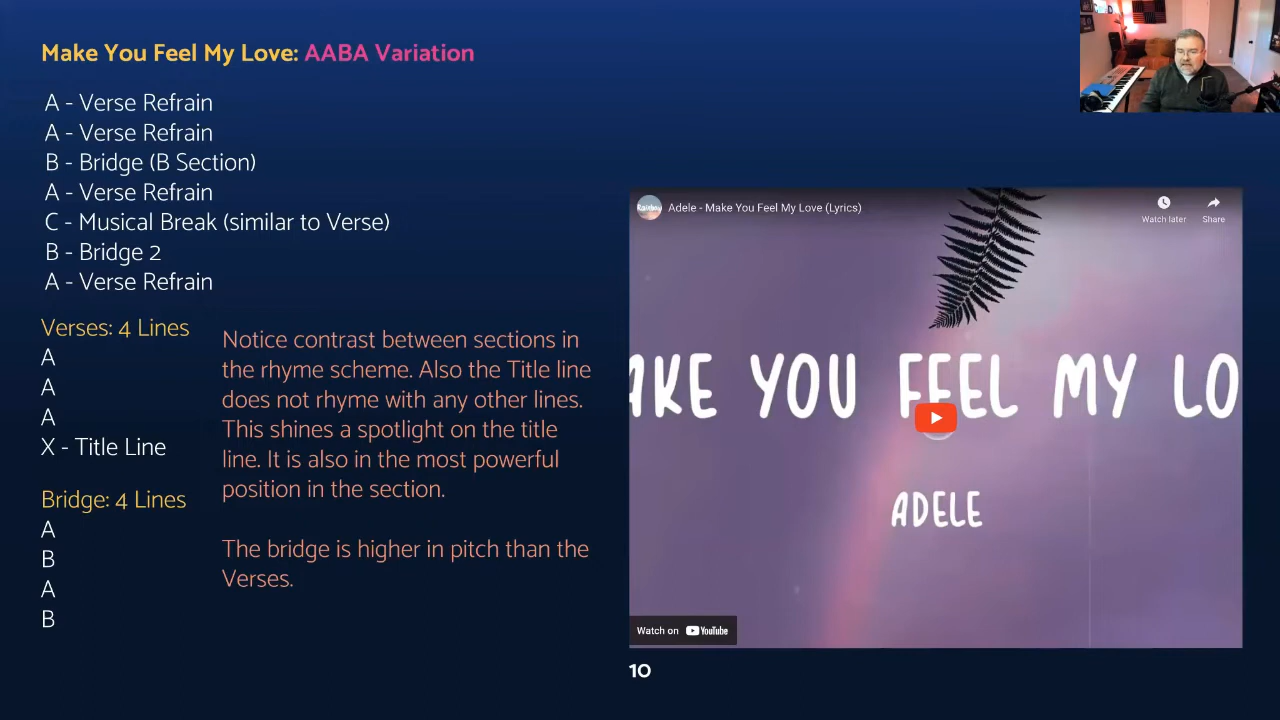 Make You Feel My Love: AABA Variation
A - Verse Refrain
A - Verse Refrain
B - Bridge (B Section)
A - Verse Refrain
C - Musical Break (similar to Verse)
B - Bridge 2
A - Verse Refrain
Verses: 4 Lines
A
A
A
X - Title Line
Bridge: 4 Lines
A
B
A
B
Notice contrast between sections in
the rhyme scheme. Also the Title line
does not rhyme with any other lines.
This shines a spotlight on the title
line. It is also in the most powerful
position in the section.
The bridge is higher in pitch than the
Verses.
Rainbow
Adele - Make You Feel My Love (Lyrics)
Watch later
Share
AKE YOU FEEL MY LO
ADELE
Watch on YouTube
10